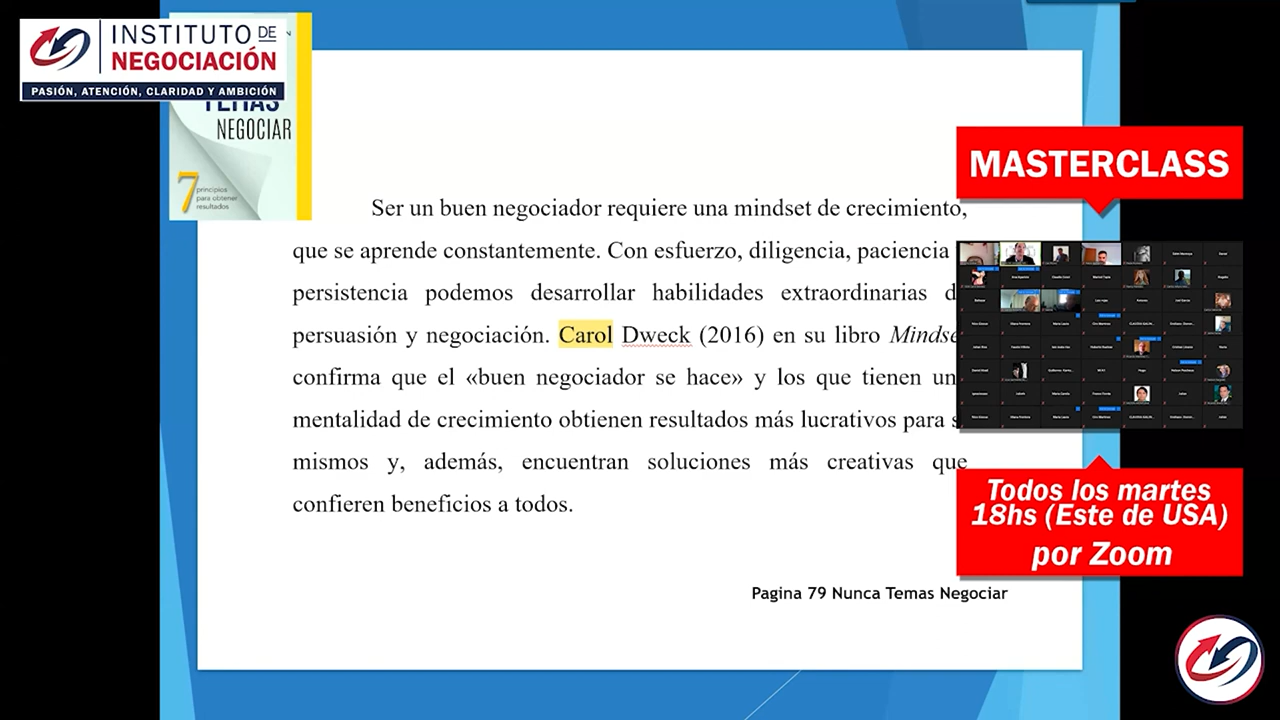 INSTITUTO DE
NEGOCIACIÓN
PASIÓN, ATENCIÓN, CLARIDAD Y AMBICIÓN
TEMAS
NEGOCIAR
7 principios
para obtener
resultados
Ser un buen negociador requiere una mindset de crecimiento,
que se aprende constantemente. Con esfuerzo, diligencia, paciencia
persistencia podemos desarrollar habilidades extraordinarias d
persuasión y negociación. Carol Dweck (2016) en su libro Mindse
confirma que el «buen negociador se hace» y los que tienen un
mentalidad de crecimiento obtienen resultados más lucrativos para s
mismos y, además, encuentran soluciones más creativas que
confieren beneficios a todos.
Pagina 79 Nunca Temas Negociar
MASTERCLASS
Todos los martes
18hs (Este de USA)
por Zoom